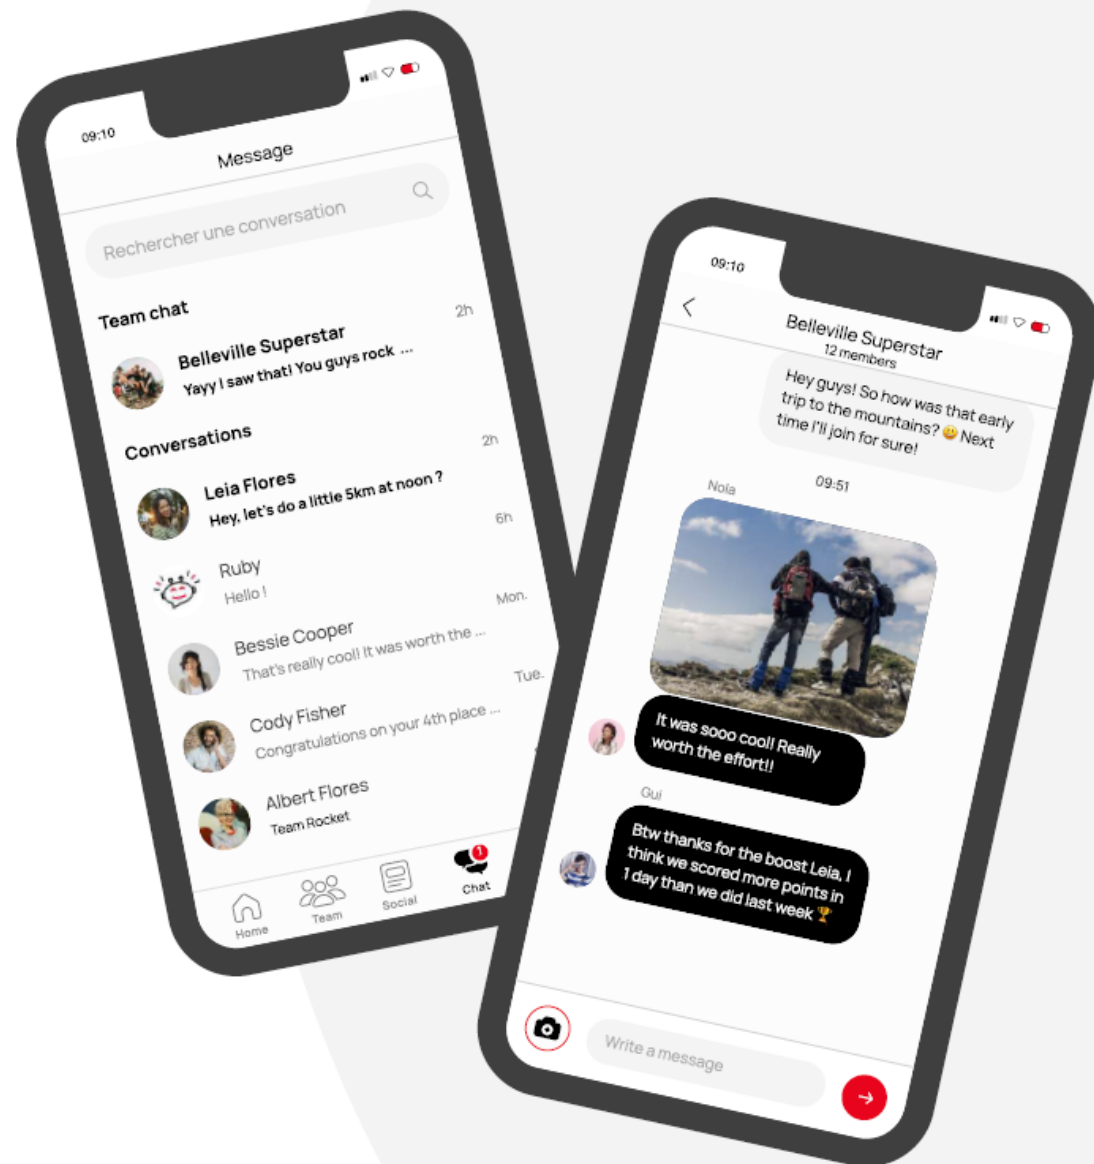 09:10
Message
Rechercher une conversation
Team chat
Belleville Superstar
2h
Yayy I saw that! You guys rock ...
Conversations
Leia Flores
2h
Hey, let's do a little 5km at noon ?
Ruby
6h
Hello !
Bessie Cooper
Mon.
That's really cool! It was worth the ...
Cody Fisher
Tue.
Congratulations on your 4th place ...
Albert Flores
Team Rocket
1
Home
Team
Social
Chat
09:10
Belleville Superstar
12 members
Hey guys! So how was that early
trip to the mountains? 😀 Next
time I'll join for sure!
09:51
Nola
It was sooo cool! Really
worth the effort!!
Gui
Btw thanks for the boost Leia, I
think we scored more points in
1 day than we did last week 🏆
Write a message